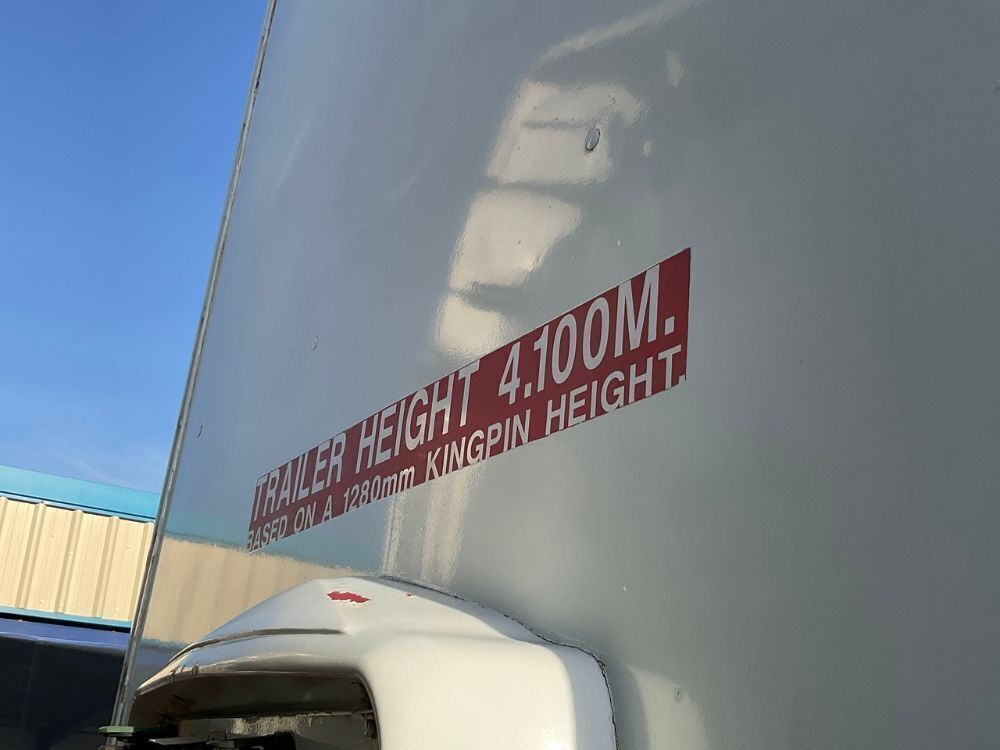 TRAILER HEIGHT 4.100M.
BASED ON A 1280mm KINGPIN HEIGHT.